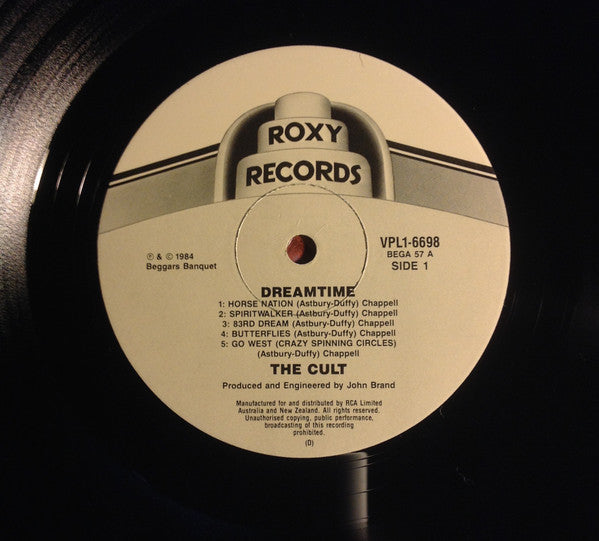 ROXY
RECORDS
℗ & © 1984
Beggars Banquet
VPL1-6698
BEGA 57 A
SIDE 1
DREAMTIME
1: HORSE NATION (Astbury-Duffy) Chappell
2: SPIRITWALKER (Astbury-Duffy) Chappell
3: 83RD DREAM (Astbury-Duffy) Chappell
4: BUTTERFLIES (Astbury-Duffy) Chappell
5: GO WEST (CRAZY SPINNING CIRCLES)
(Astbury-Duffy) Chappell
THE CULT
Produced and Engineered by John Brand
Manufactured for and distributed by RCA Limited
Australia and New Zealand. All rights reserved.
Unauthorised copying, public performance,
broadcasting of this recording
prohibited.
(D)